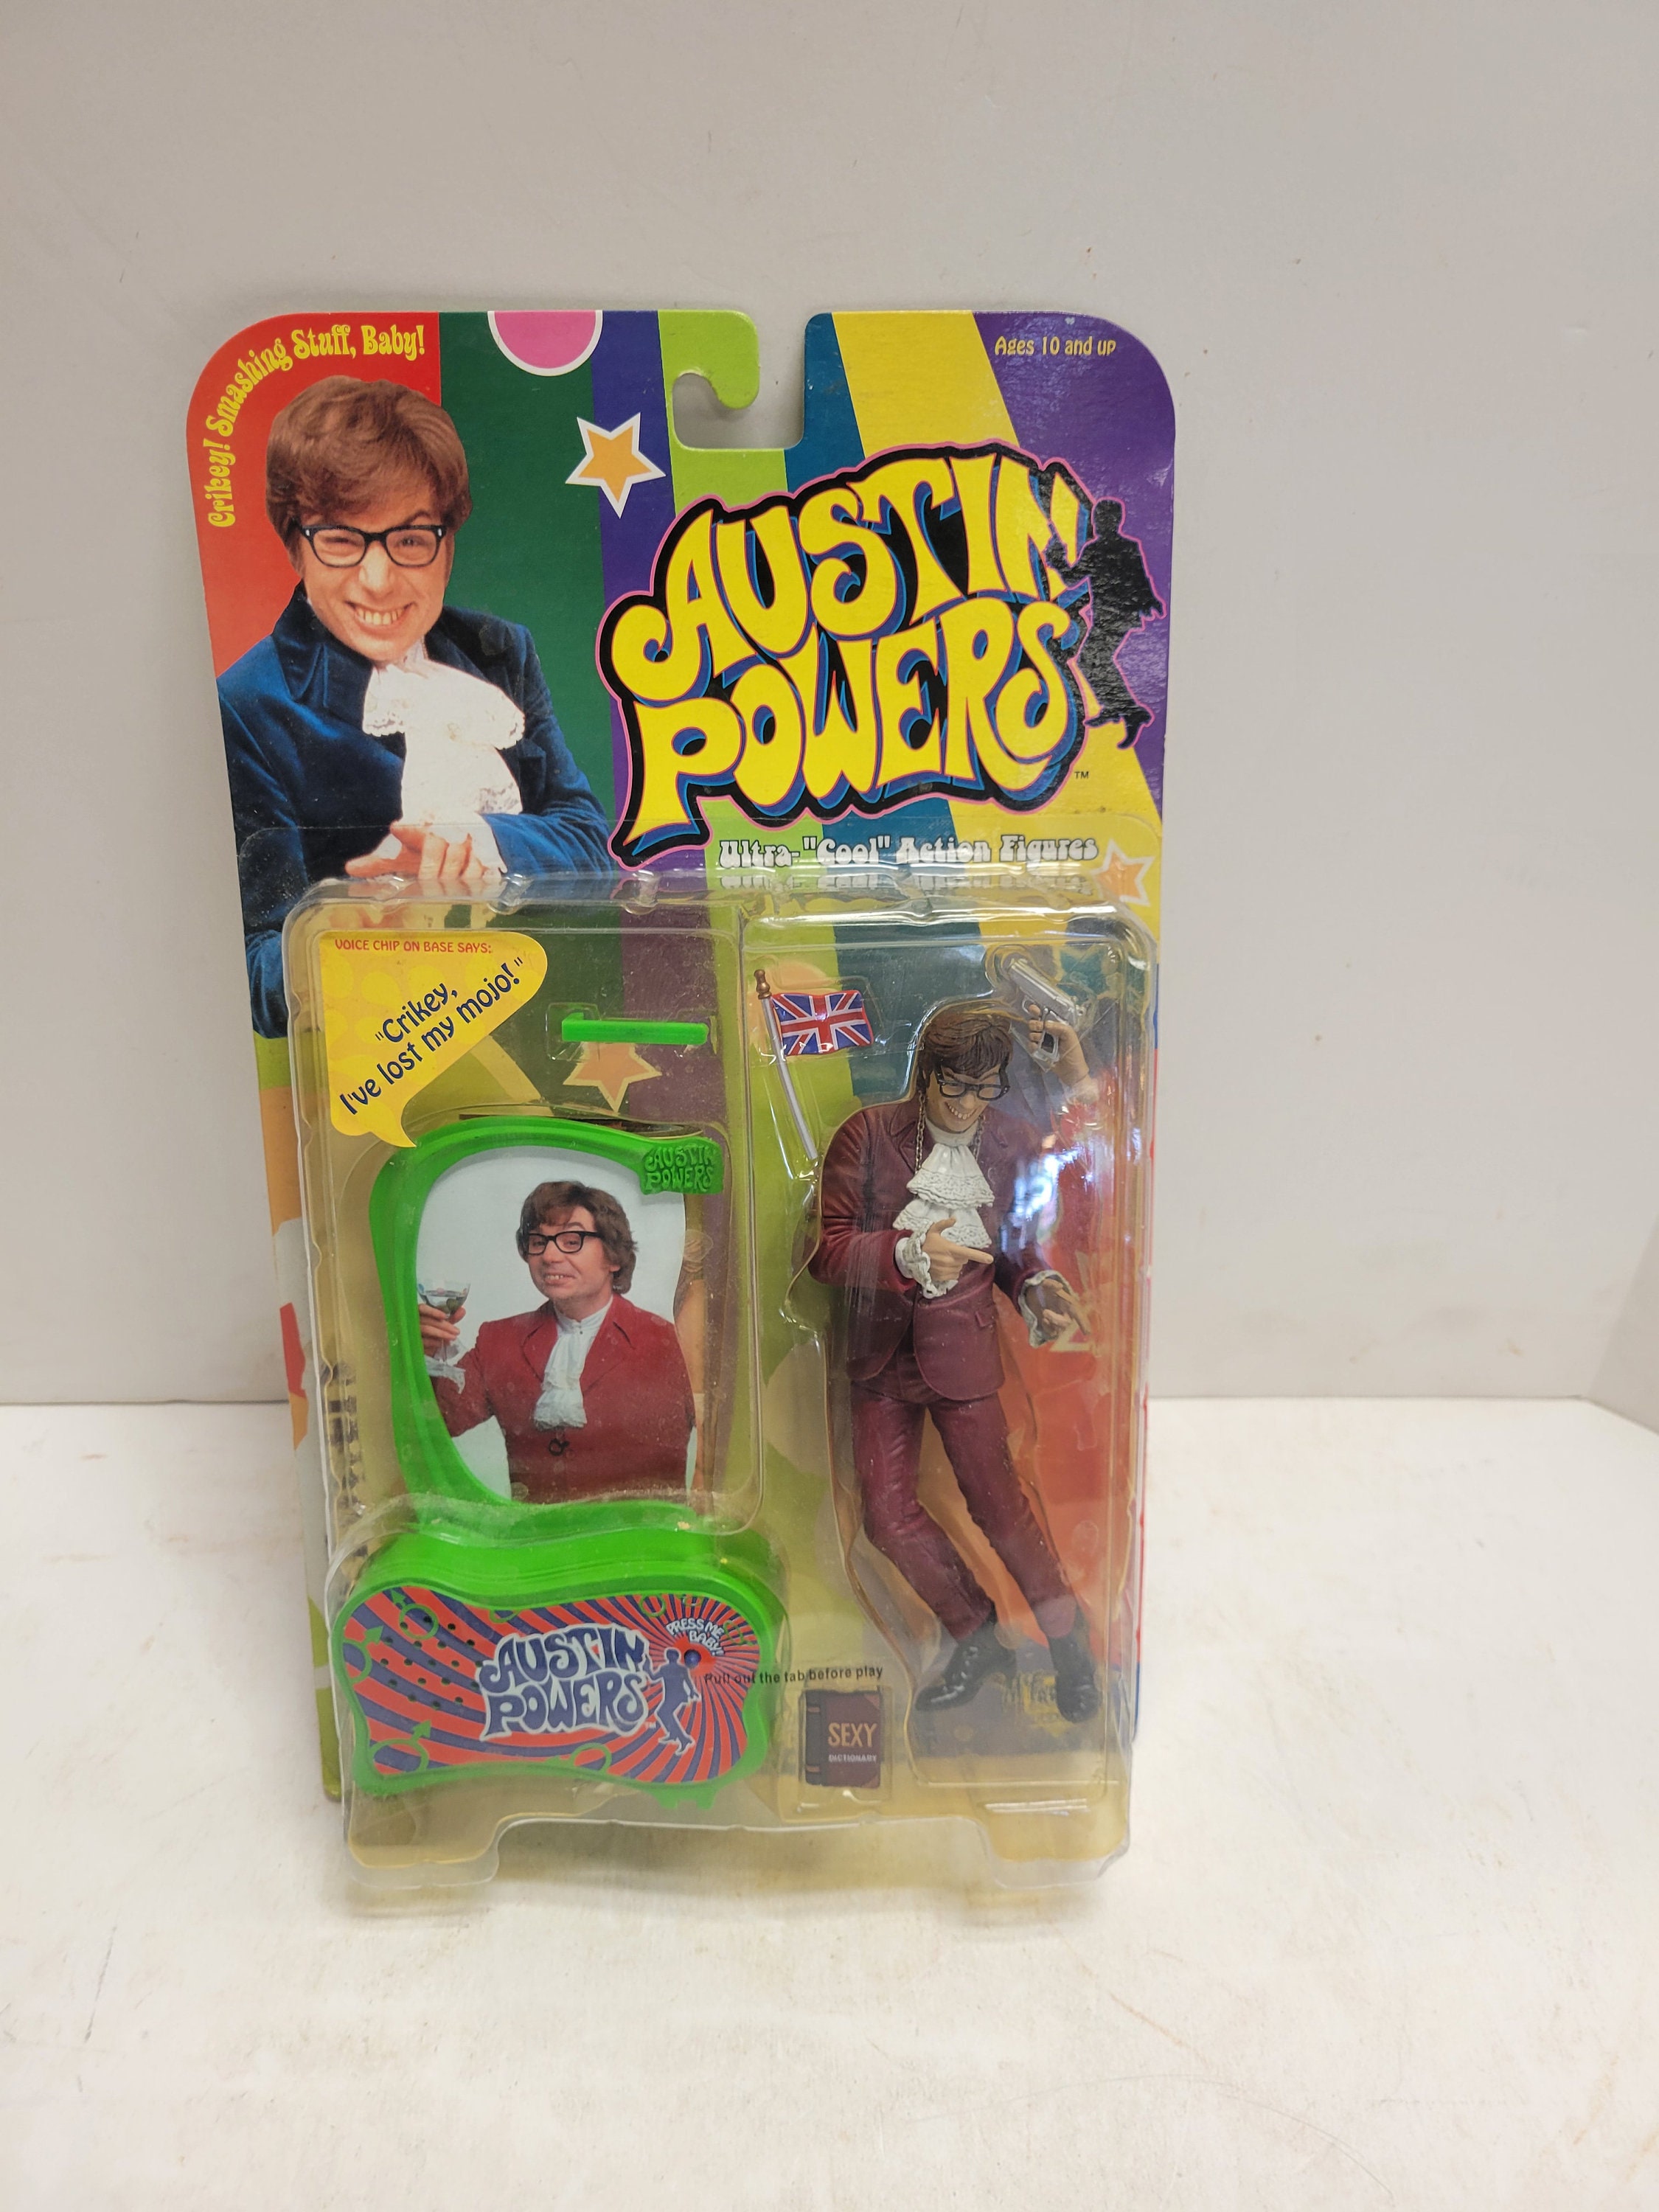 Crikey! Smashing Stuff, Baby!
Ages 10 and up
AUSTIN
POWERS
TM
Ultra-"Cool" Action Figures
VOICE CHIP ON BASE SAYS:
"Crikey,
I've lost my mojo!"
AUSTIN
POWERS
PRESS ME
BABY!
AUSTIN
POWERS
TM
Pull out the tab before play
SEXY
DICTIONARY